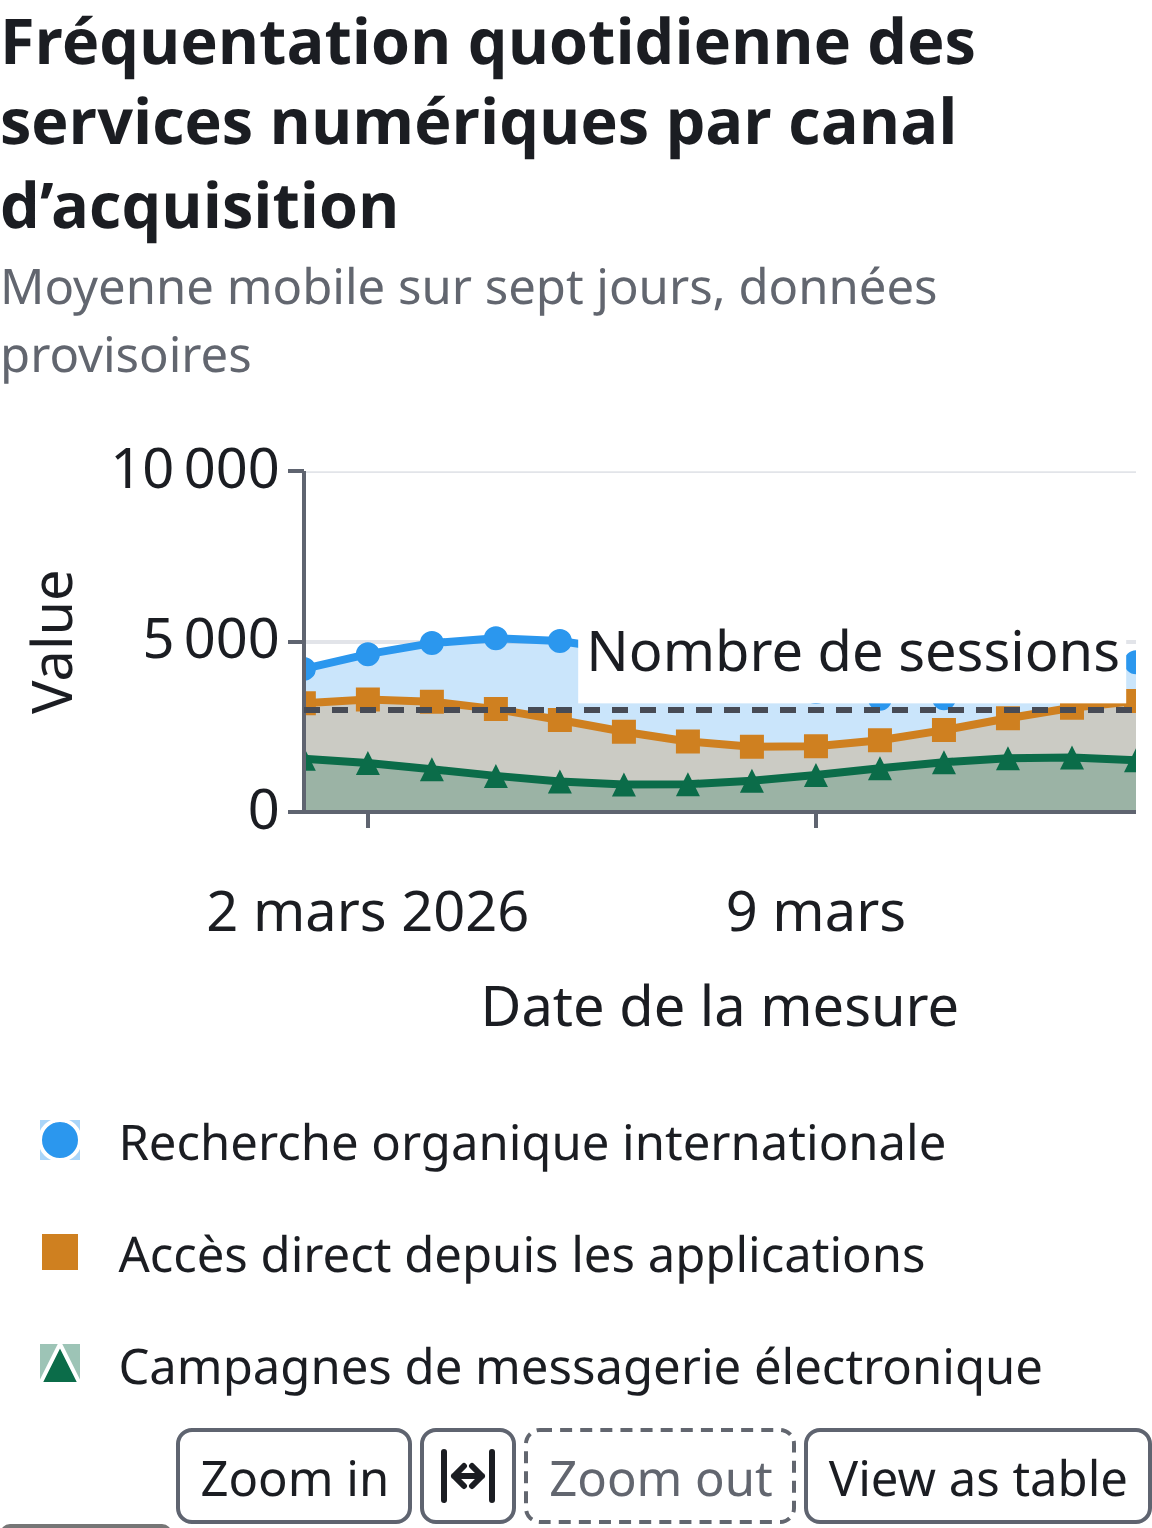 Fréquentation quotidienne des
services numériques par canal
d’acquisition
Moyenne mobile sur sept jours, données
provisoires
10 000
Value
5 000
Nombre de sessions
0
2 mars 2026
9 mars
Date de la mesure
Recherche organique internationale
Accès direct depuis les applications
Campagnes de messagerie électronique
Zoom in
Zoom out
View as table